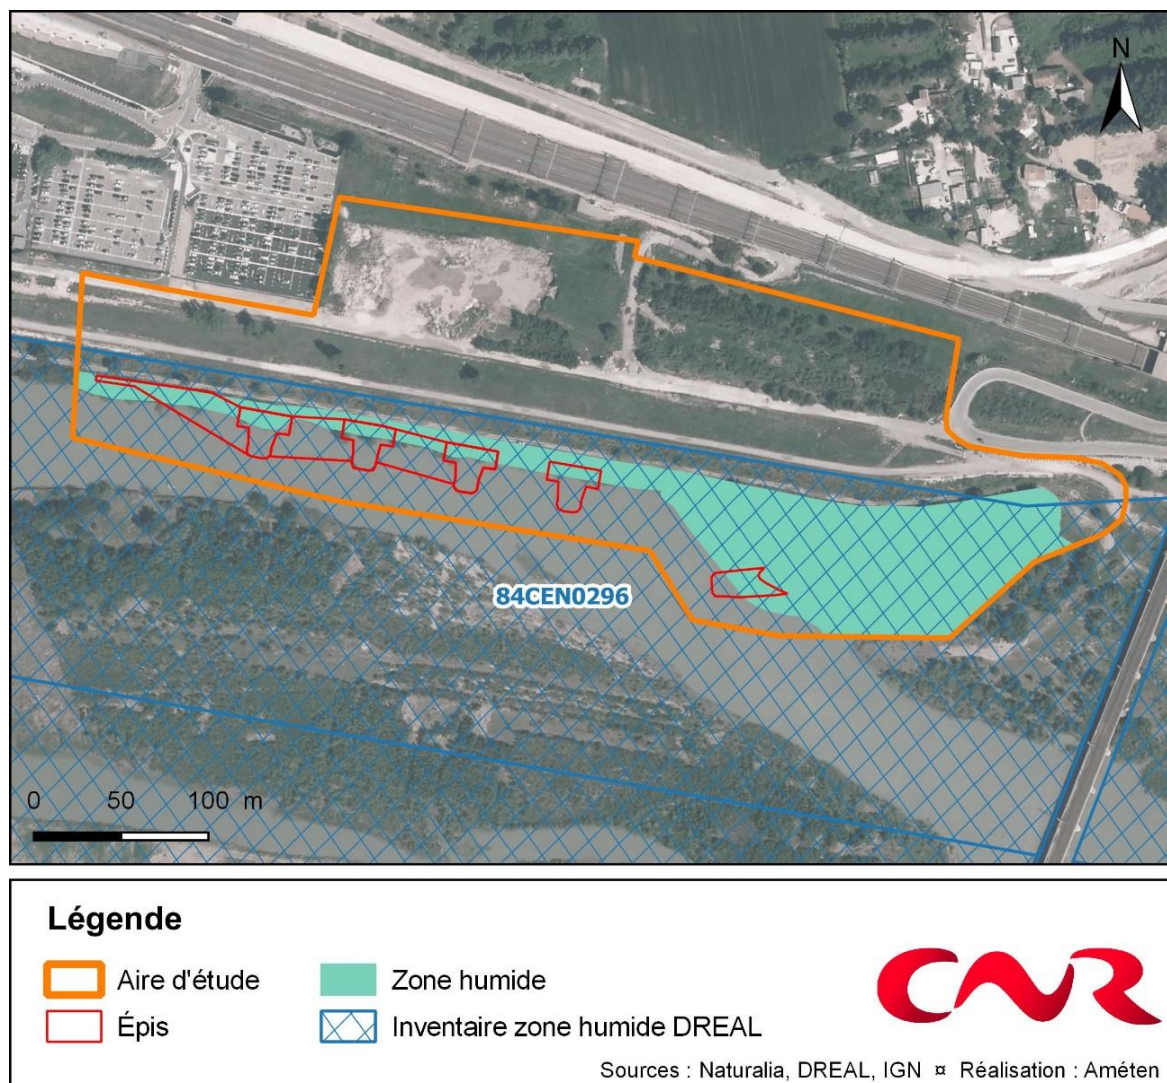 N
84CEN0296
0 50 100 m
Légende
Aire d'étude
Zone humide
Épis
Inventaire zone humide DREAL
CNR
Sources : Naturalia, DREAL, IGN ¤ Réalisation : Améten